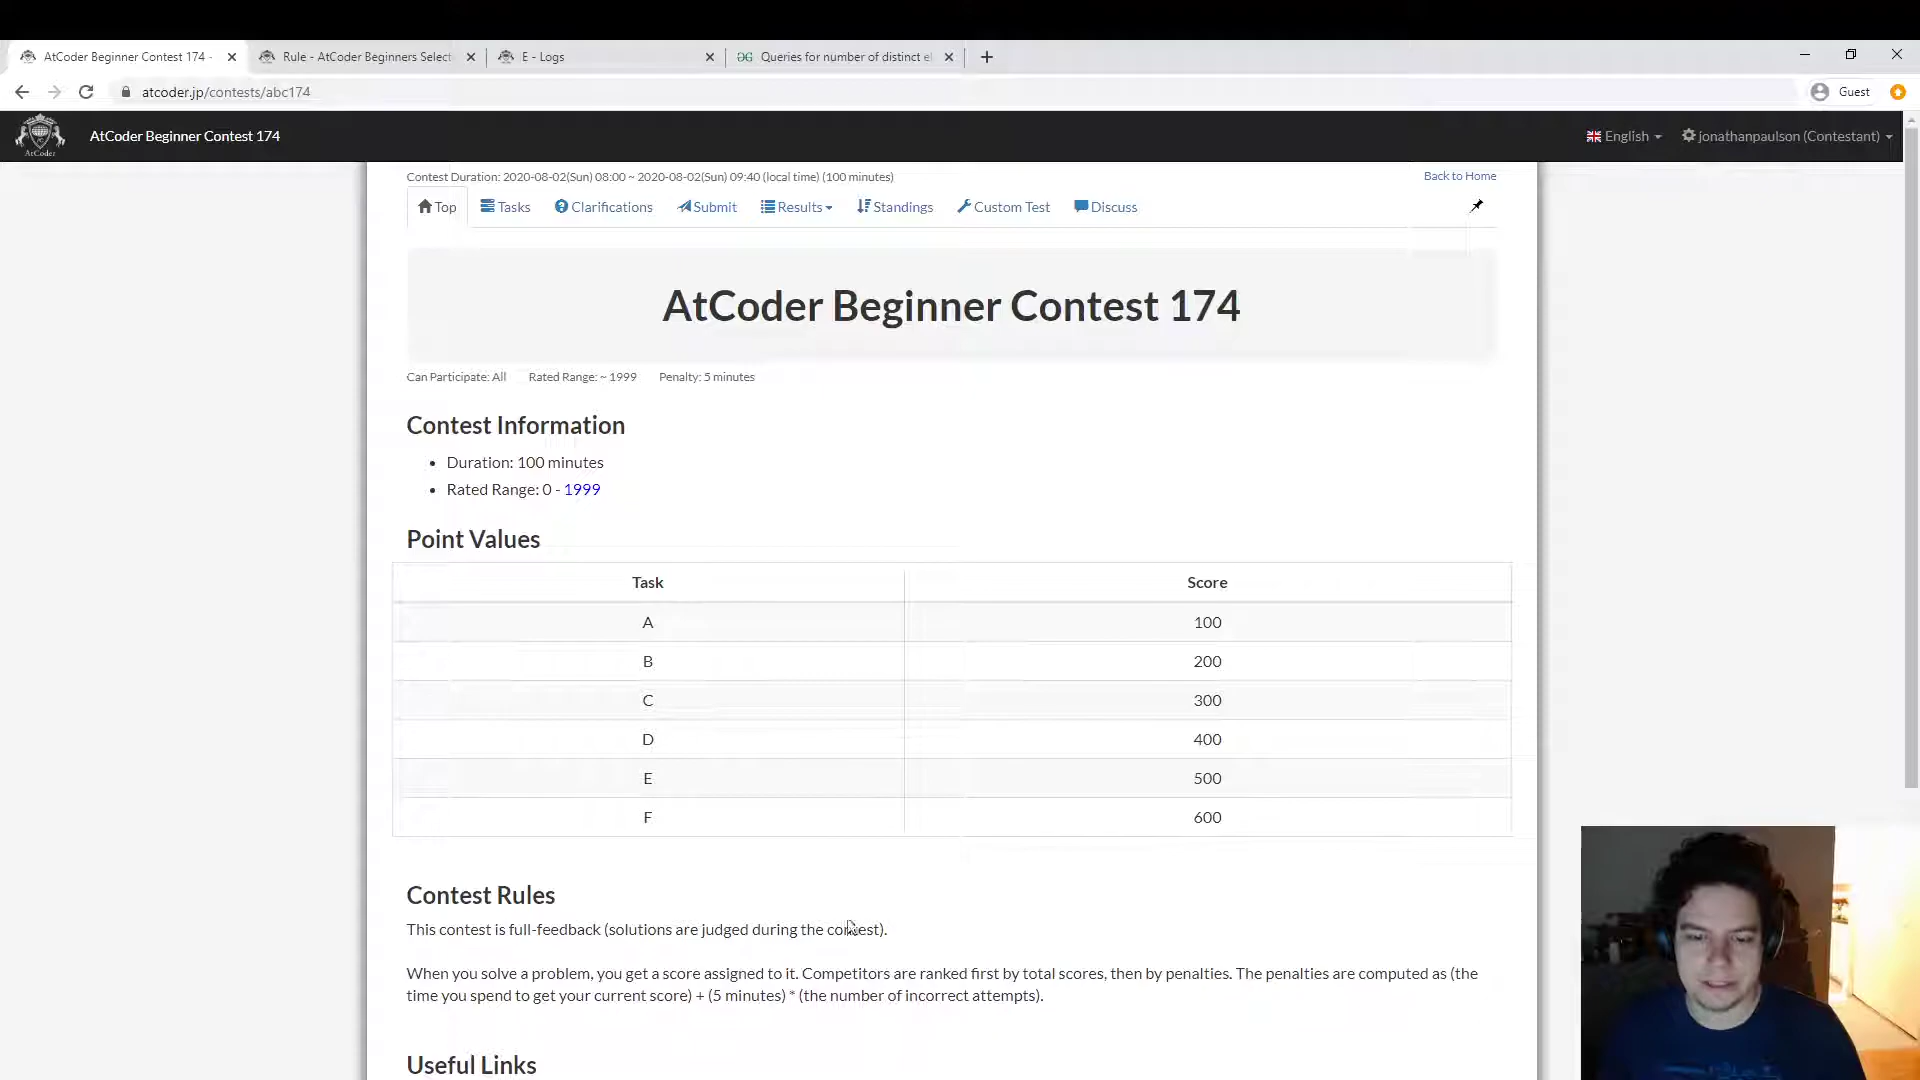 AtCoder Beginner Contest 174 -
Rule - AtCoder Beginners Select
E - Logs
Queries for number of distinct el
atcoder.jp/contests/abc174
Guest
AtCoder
AtCoder Beginner Contest 174
English
jonathanpaulson (Contestant)
Contest Duration: 2020-08-02(Sun) 08:00 ~ 2020-08-02(Sun) 09:40 (local time) (100 minutes)
Back to Home
Top
Tasks
Clarifications
Submit
Results
Standings
Custom Test
Discuss
AtCoder Beginner Contest 174
Can Participate: All Rated Range: ~ 1999 Penalty: 5 minutes
Contest Information
Duration: 100 minutes
Rated Range: 0 - 1999
Point Values
Task Score
A 100
B 200
C 300
D 400
E 500
F 600
Contest Rules
This contest is full-feedback (solutions are judged during the contest).
When you solve a problem, you get a score assigned to it. Competitors are ranked first by total scores, then by penalties. The penalties are computed as (the
time you spend to get your current score) + (5 minutes) * (the number of incorrect attempts).
Useful Links